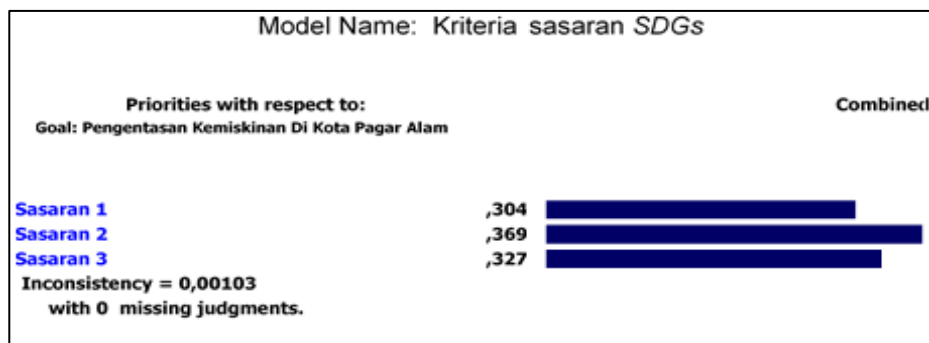 Model Name: Kriteria sasaran SDGs
Priorities with respect to: Combined
Goal: Pengentasan Kemiskinan Di Kota Pagar Alam
Sasaran 1 ,304
Sasaran 2 ,369
Sasaran 3 ,327
Inconsistency = 0,00103
with 0 missing judgments.